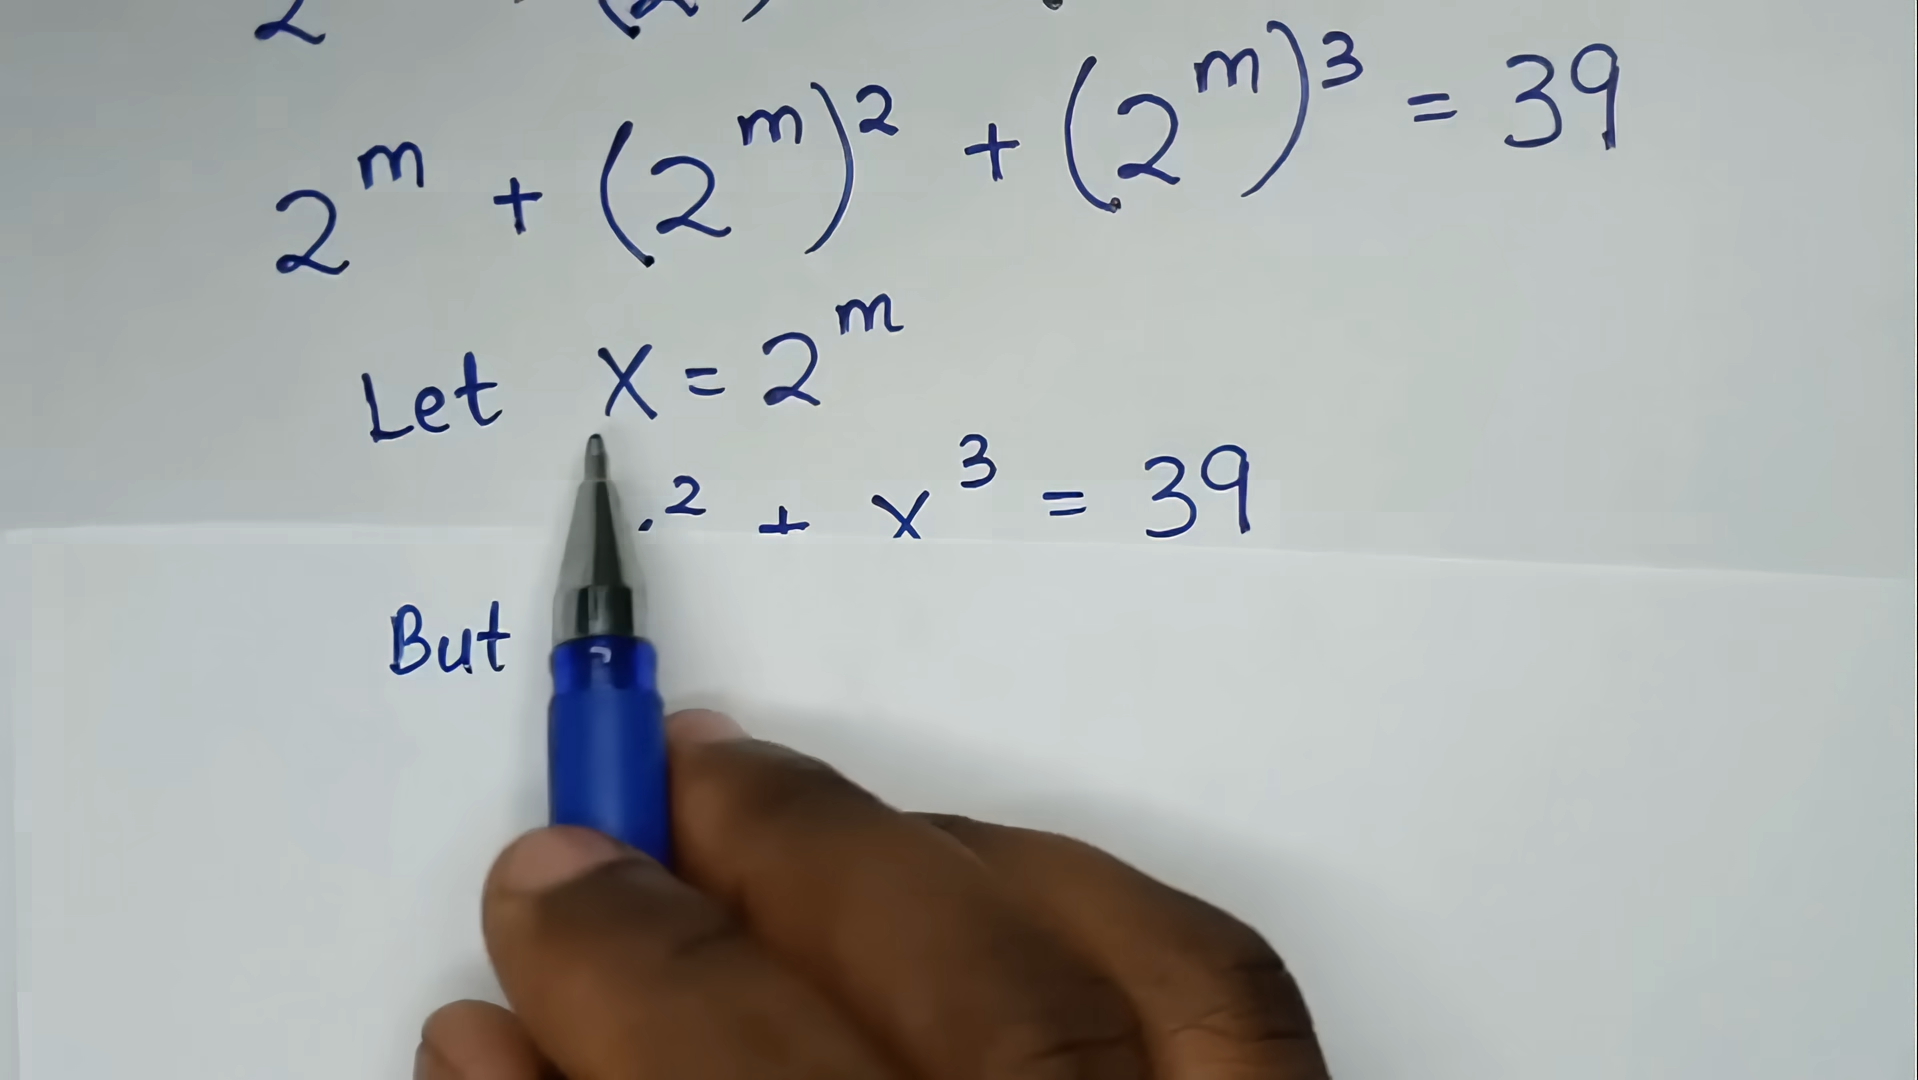 2^m + (2^m)^2 + (2^m)^3 = 39
Let x = 2^m
^2 + x^3 = 39
But